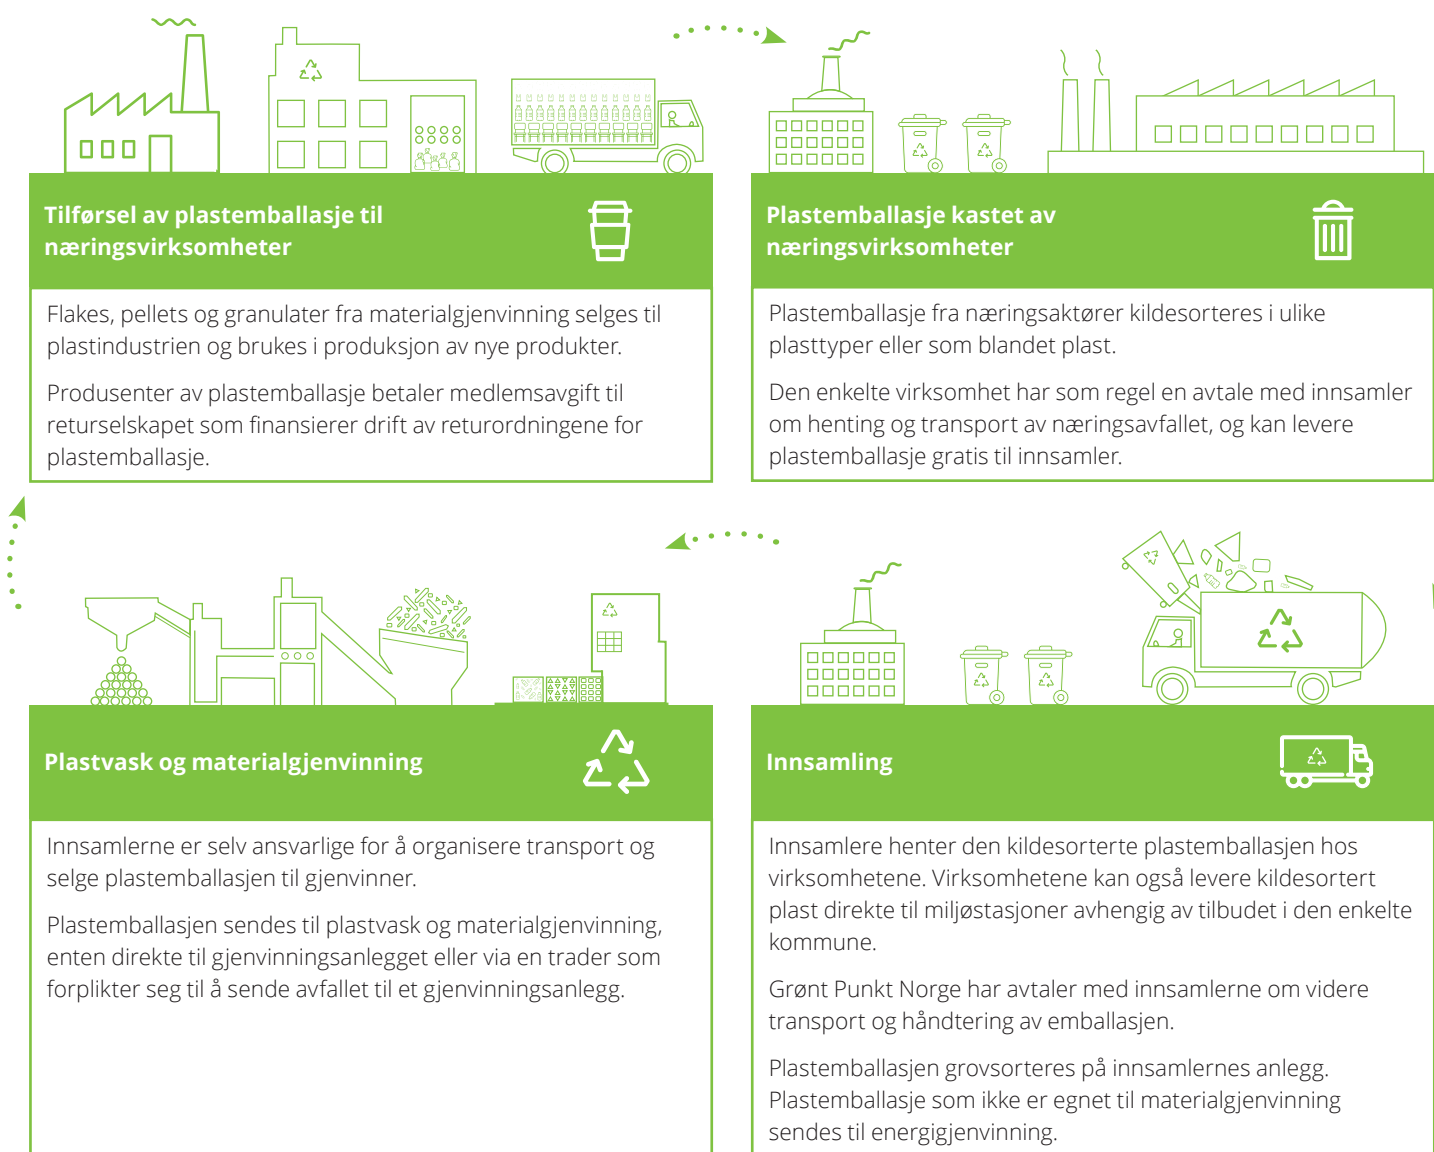 Tilførsel av plastemballasje til
næringsvirksomheter
Flakes, pellets og granulater fra materialgjenvinning selges til
plastindustrien og brukes i produksjon av nye produkter.
Produsenter av plastemballasje betaler medlemsavgift til
returselskapet som finansierer drift av returordningene for
plastemballasje.
Plastemballasje kastet av
næringsvirksomheter
Plastemballasje fra næringsaktører kildesorteres i ulike
plasttyper eller som blandet plast.
Den enkelte virksomhet har som regel en avtale med innsamler
om henting og transport av næringsavfallet, og kan levere
plastemballasje gratis til innsamler.
Plastvask og materialgjenvinning
Innsamlerne er selv ansvarlige for å organisere transport og
selge plastemballasjen til gjenvinner.
Plastemballasjen sendes til plastvask og materialgjenvinning,
enten direkte til gjenvinningsanlegget eller via en trader som
forplikter seg til å sende avfallet til et gjenvinningsanlegg.
Innsamling
Innsamlere henter den kildesorterte plastemballasjen hos
virksomhetene. Virksomhetene kan også levere kildesortert
plast direkte til miljøstasjoner avhengig av tilbudet i den enkelte
kommune.
Grønt Punkt Norge har avtaler med innsamlerne om videre
transport og håndtering av emballasjen.
Plastemballasjen grovsorteres på innsamlernes anlegg.
Plastemballasje som ikke er egnet til materialgjenvinning
sendes til energigjenvinning.